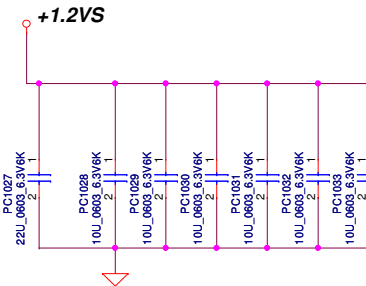 +1.2VS
PC1027
22U_0603_6.3V6K
1
2
PC1028
10U_0603_6.3V6K
1
2
PC1029
10U_0603_6.3V6K
1
2
PC1030
10U_0603_6.3V6K
1
2
PC1031
10U_0603_6.3V6K
1
2
PC1032
10U_0603_6.3V6K
1
2
PC1033
10U_0603_6.3V6K
1
2